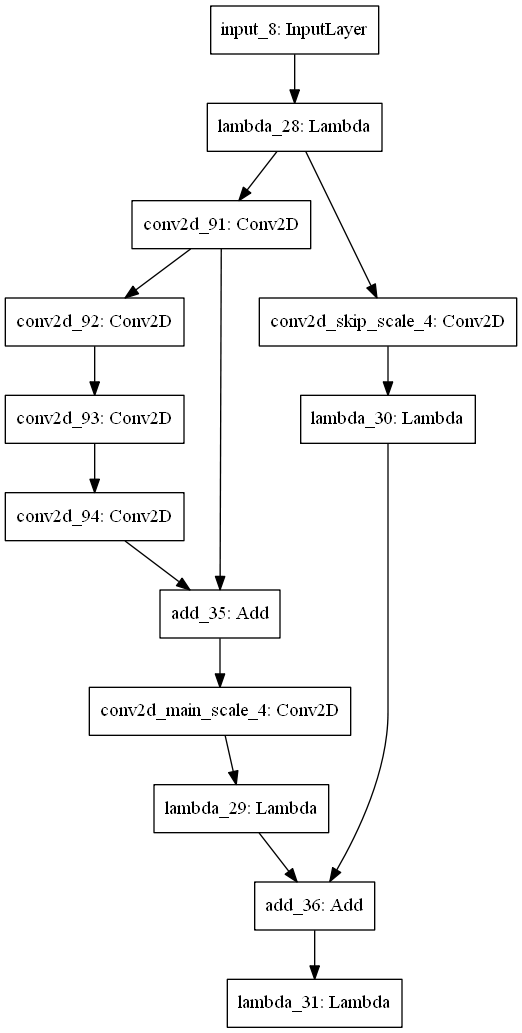 input_8: InputLayer
lambda_28: Lambda
conv2d_91: Conv2D
conv2d_92: Conv2D
conv2d_skip_scale_4: Conv2D
conv2d_93: Conv2D
lambda_30: Lambda
conv2d_94: Conv2D
add_35: Add
conv2d_main_scale_4: Conv2D
lambda_29: Lambda
add_36: Add
lambda_31: Lambda